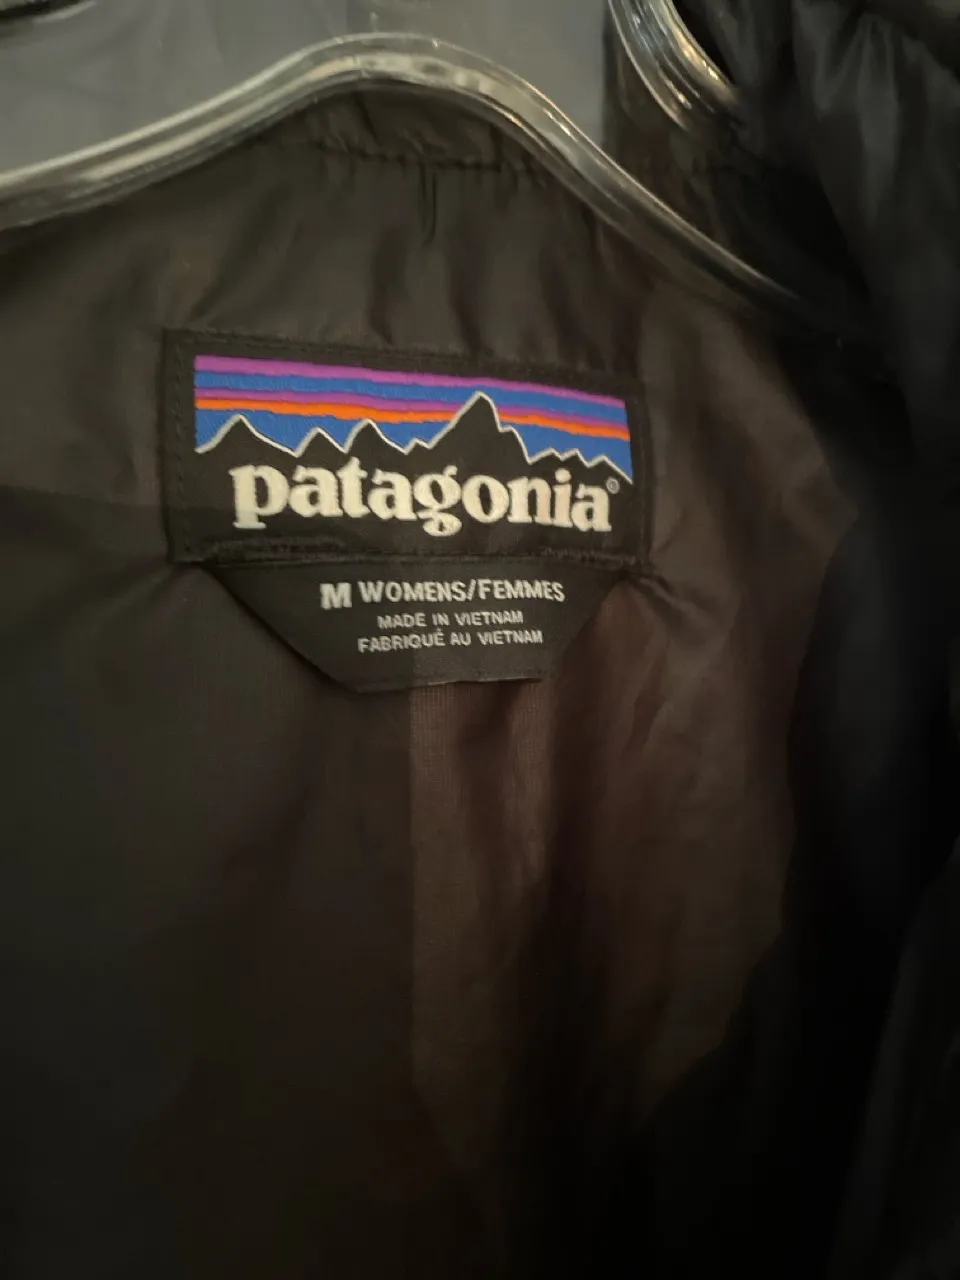 patagonia®
M WOMENS/FEMMES
MADE IN VIETNAM
FABRIQUÉ AU VIETNAM